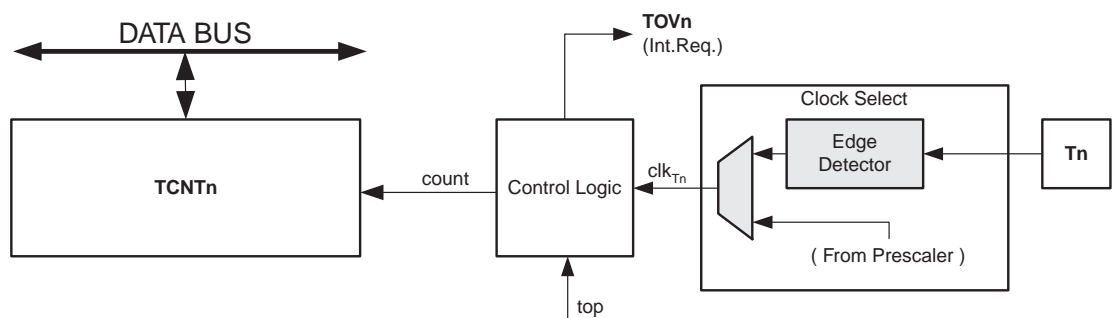 DATA BUS
TOVn
(Int.Req.)
Clock Select
TCNTn
count
Control Logic
clkTn
Edge
Detector
Tn
( From Prescaler )
top